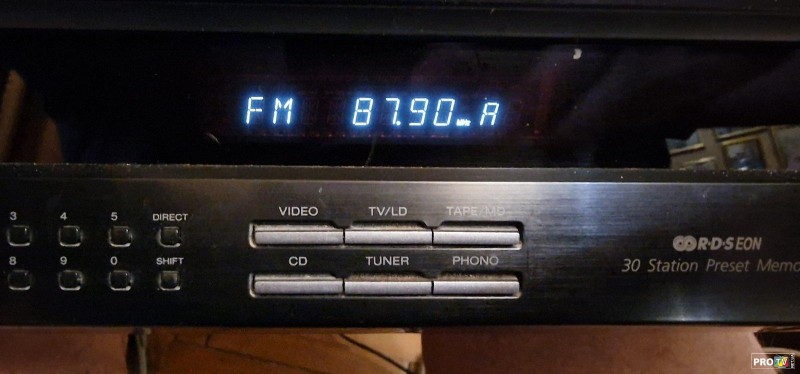 FM 87.90 MHz A
VIDEO TV/LD TAPE/MD
3 4 5 DIRECT
R·D·S EON
CD TUNER PHONO
8 9 0 SHIFT
30 Station Preset Memo
PRO TV